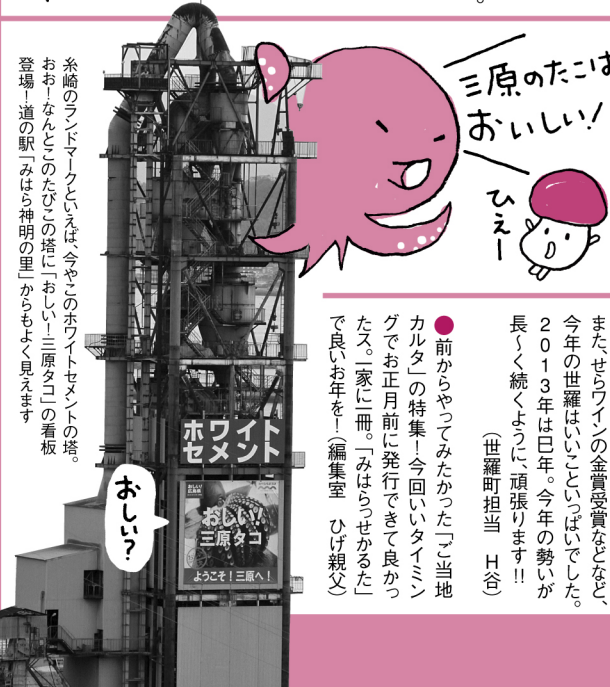 三原のたこは
おいしい!
ひえー
また、せらワインの金賞受賞などなど、
今年の世羅はいいこといっぱいでした。
2013年は巳年。今年の勢いが
長~く続くように、頑張ります!!
(世羅町担当 H谷)
●前からやってみたかった「ご当地
カルタ」の特集!今回いいタイミン
グでお正月前に発行できて良かっ
たス。一家に一冊。「みはらっせかるた」
で良いお年を!(編集室 ひげ親父)
糸崎のランドマークといえば、今やこのホワイトセメントの塔。
おお!なんとこのたびこの塔に「おしい!三原タコ」の看板
登場!道の駅「みはら神明の里」からもよく見えます
ホワイト
セメント
おしい!
三原タコ
ようこそ!三原へ!
おしい?